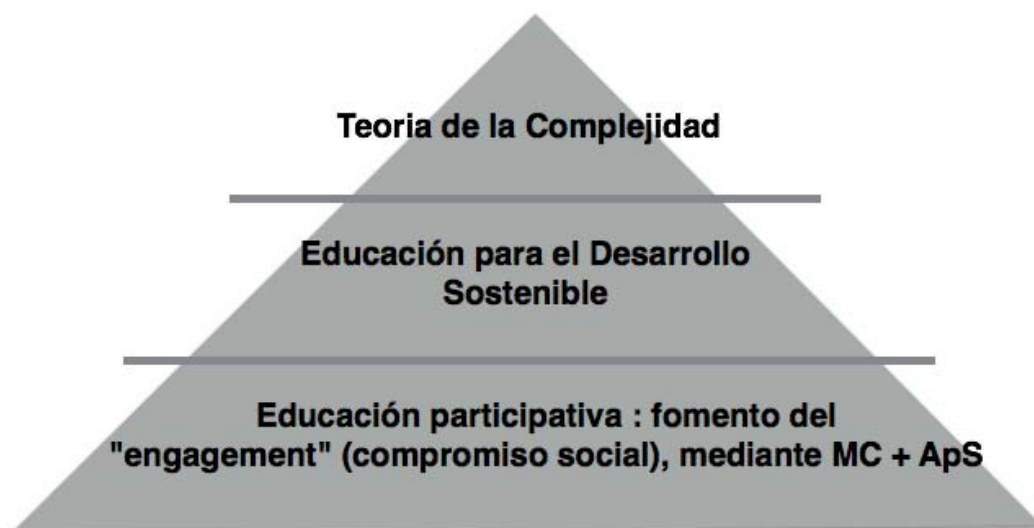 Teoria de la Complejidad
Educación para el Desarrollo
Sostenible
Educación participativa : fomento del
"engagement" (compromiso social), mediante MC + ApS